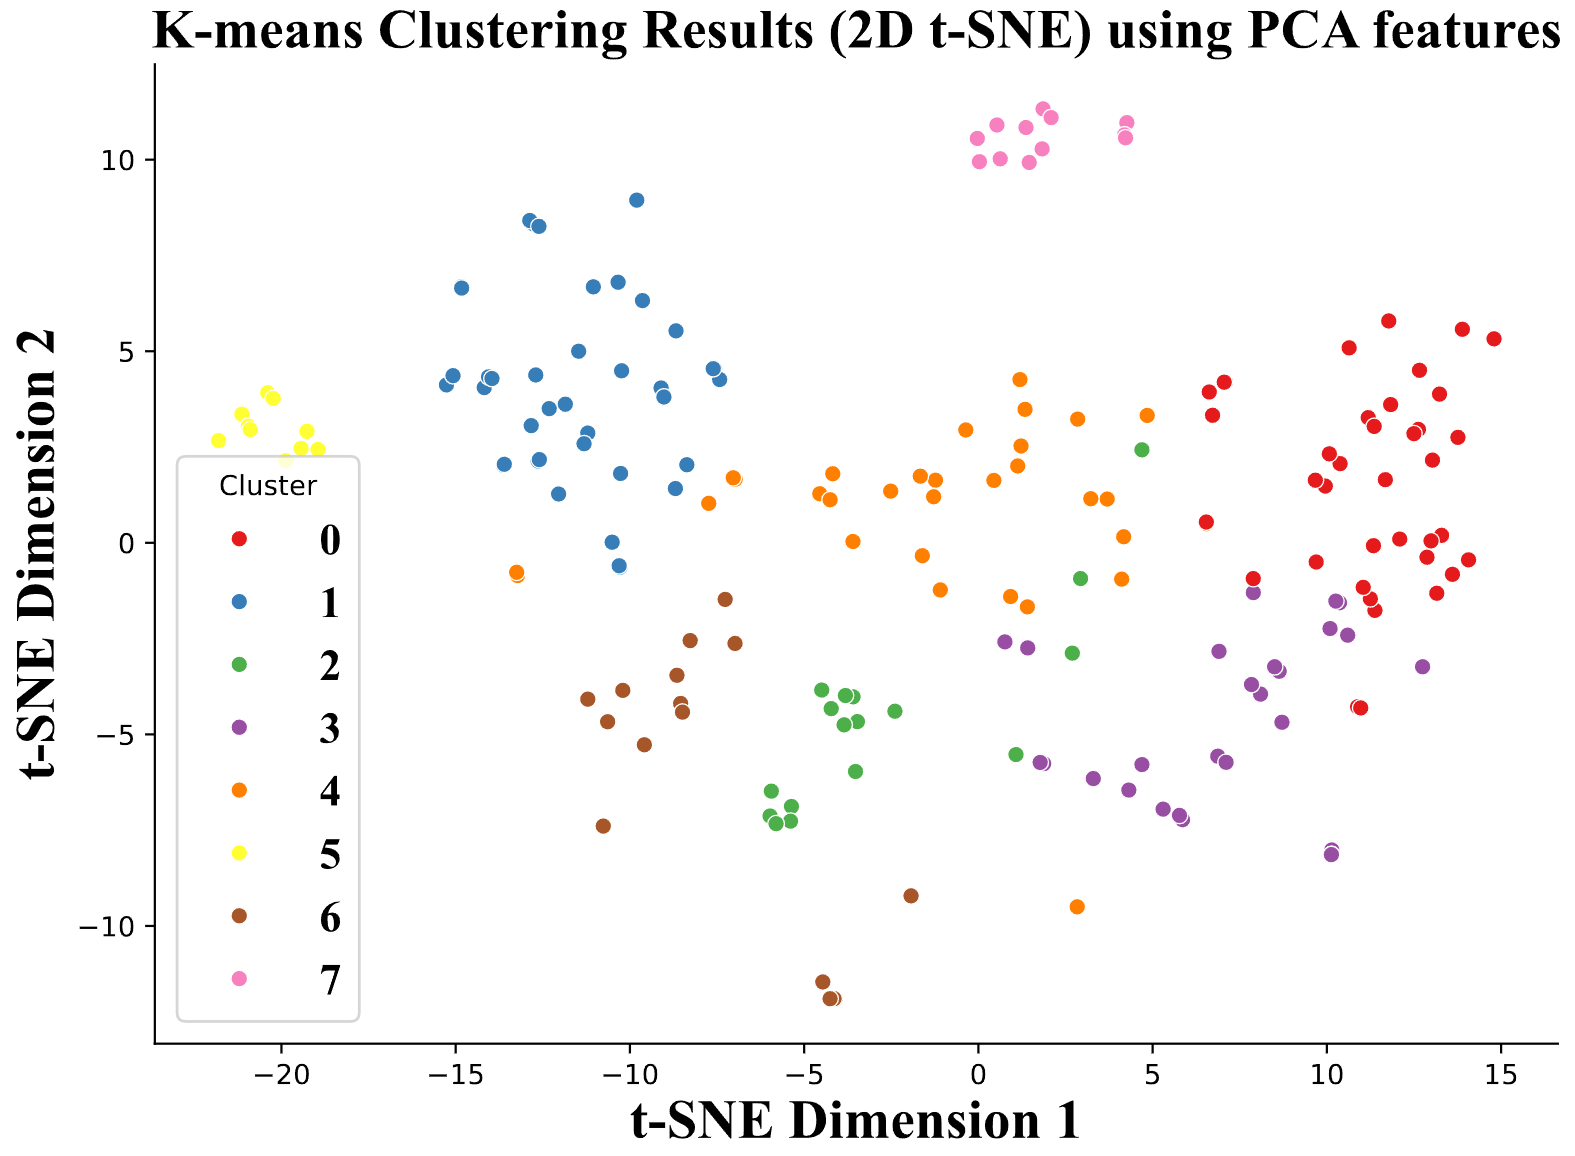 K-means Clustering Results (2D t-SNE) using PCA features
t-SNE Dimension 2
10
5
0
−5
−10
Cluster
0
1
2
3
4
5
6
7
−20 −15 −10 −5 0 5 10 15
t-SNE Dimension 1